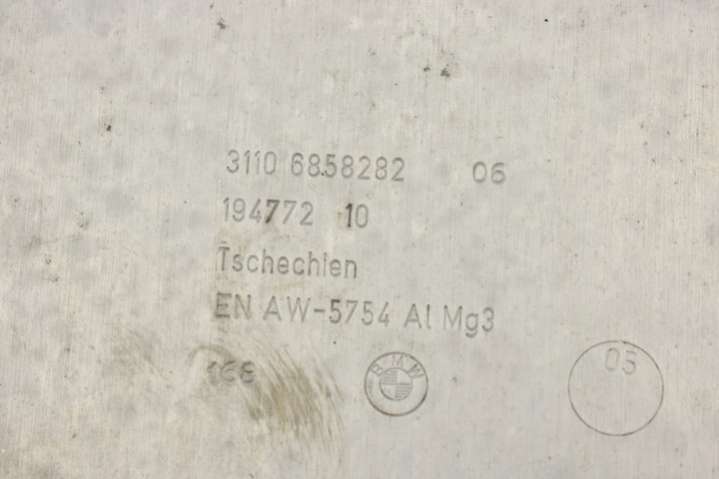 3110 6858282 06
194772 10
Tschechien
EN AW-5754 Al Mg3
BMW
05